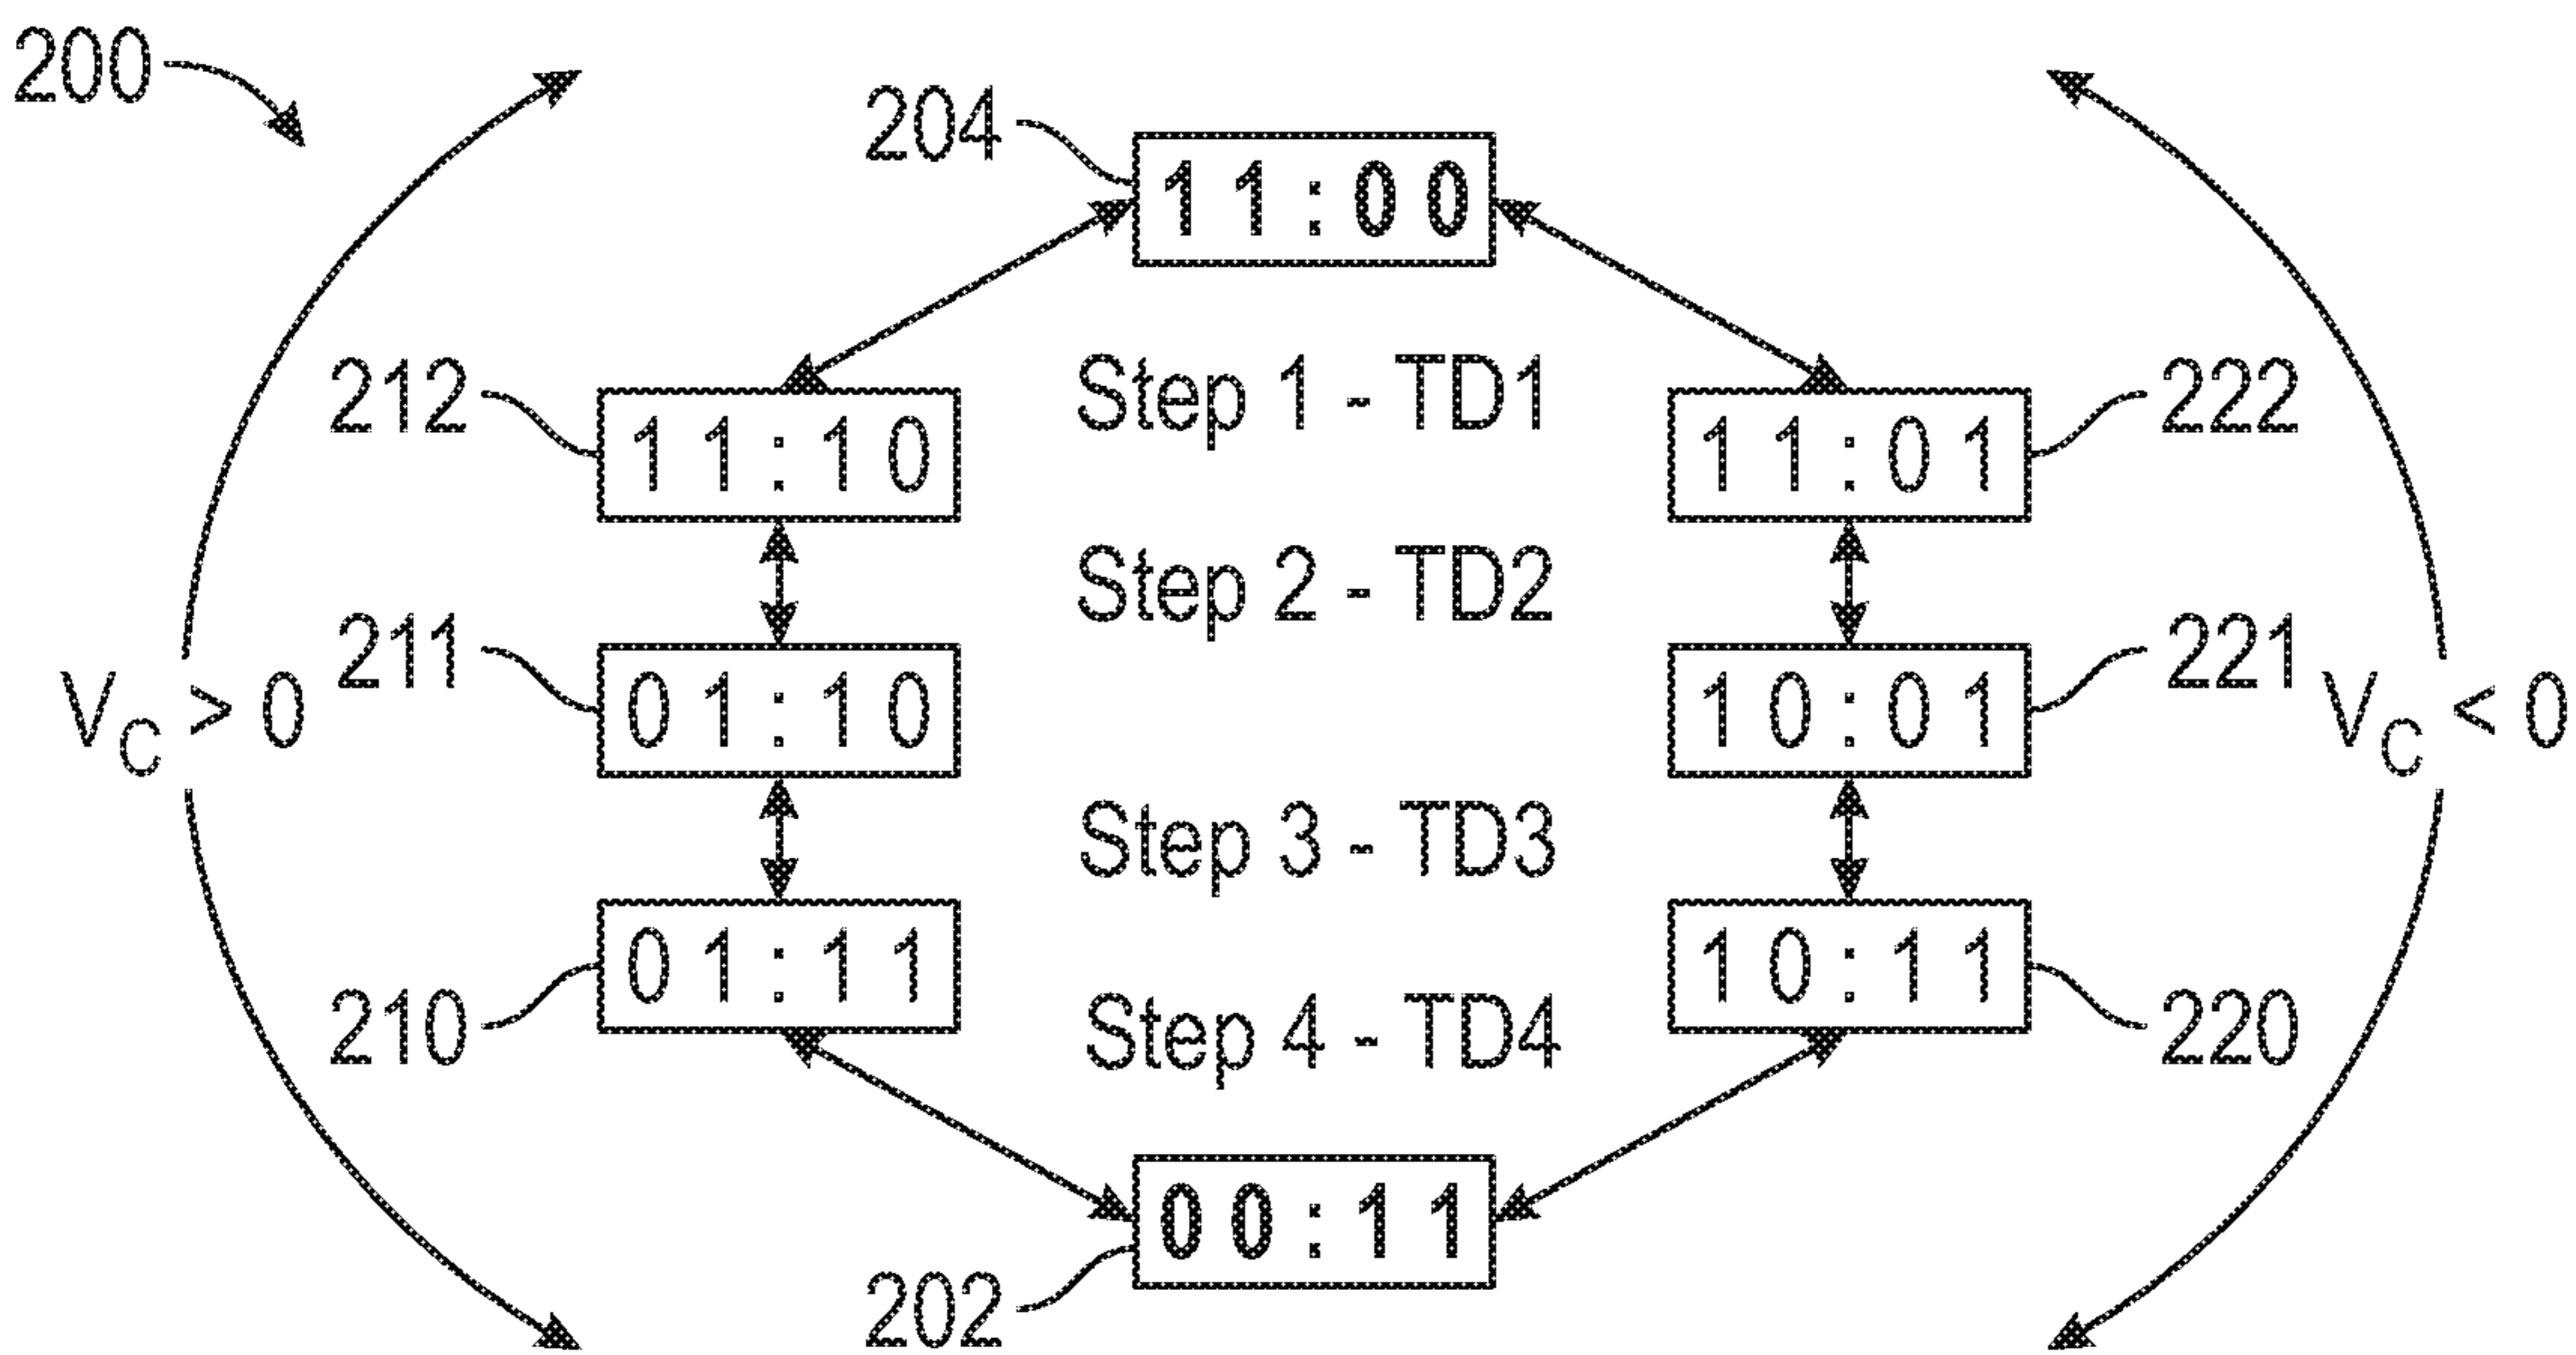 200
204
11:00
212
Step 1 - TD1
222
11:10
11:01
Step 2 - TD2
211
221
VC > 0
01:10
10:01
VC < 0
Step 3 - TD3
01:11
10:11
210
Step 4 - TD4
220
00:11
202